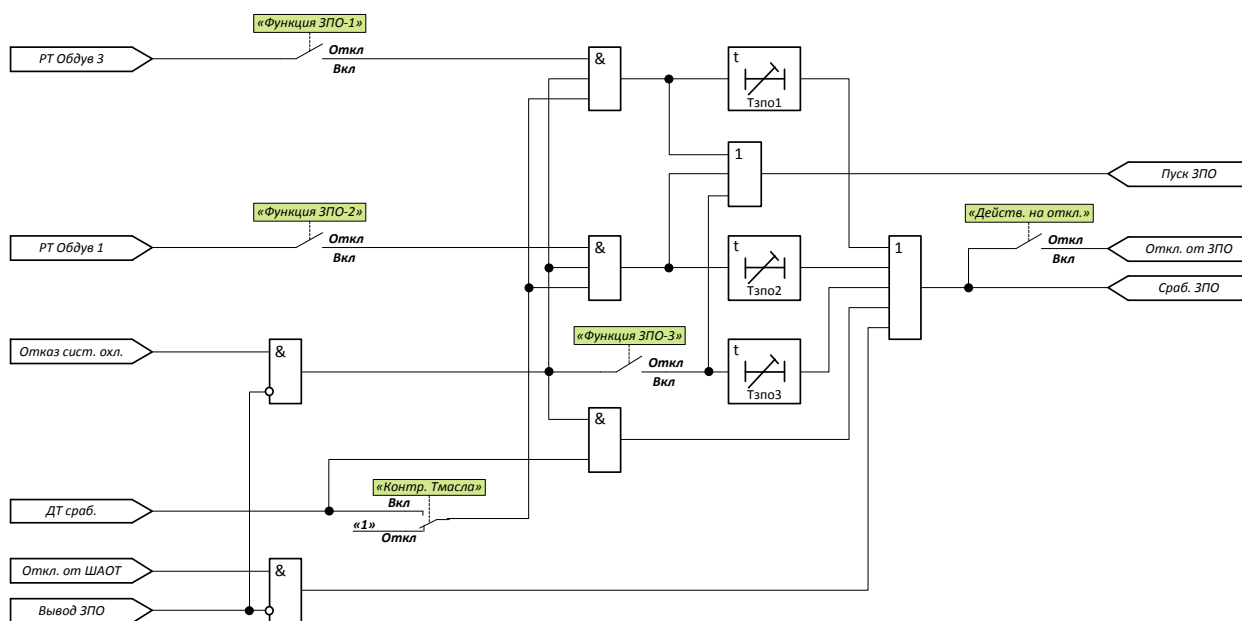 «Функция ЗПО-1»
РТ Обдув 3
Откл
Вкл
&
t
Тзпо1
1
Пуск ЗПО
«Функция ЗПО-2»
«Действ. на откл.»
РТ Обдув 1
Откл
Вкл
&
t
Тзпо2
1
Откл
Вкл
Откл. от ЗПО
Сраб. ЗПО
«Функция ЗПО-3»
Отказ сист. охл.
&
Откл
Вкл
t
Тзпо3
&
«Контр. Тмасла»
ДТ сраб.
Вкл
«1»
Откл
Откл. от ШАОТ
&
Вывод ЗПО